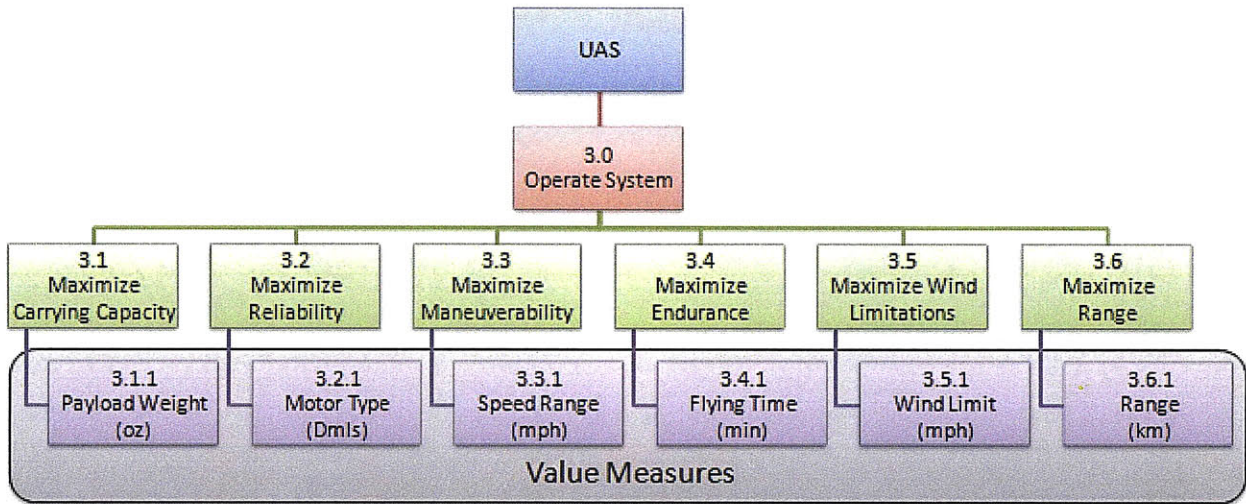 UAS
3.0
Operate System
3.1
Maximize
Carrying Capacity
3.2
Maximize
Reliability
3.3
Maximize
Maneuverability
3.4
Maximize
Endurance
3.5
Maximize Wind
Limitations
3.6
Maximize
Range
3.1.1
Payload Weight
(oz)
3.2.1
Motor Type
(Dmls)
3.3.1
Speed Range
(mph)
3.4.1
Flying Time
(min)
3.5.1
Wind Limit
(mph)
3.6.1
Range
(km)
Value Measures